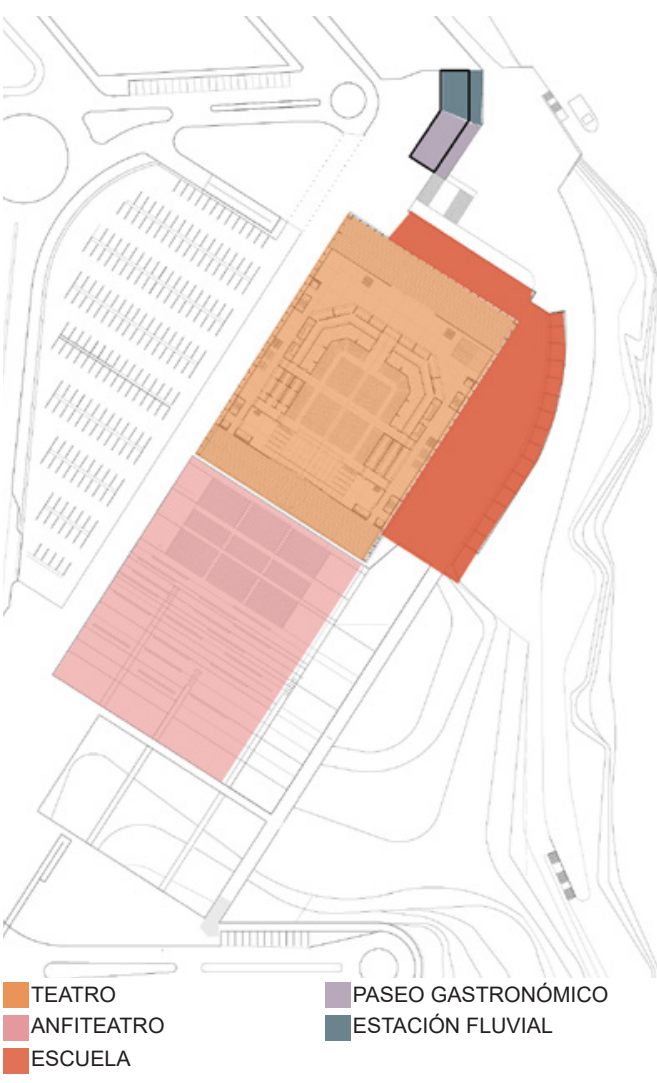 TEATRO
ANFITEATRO
ESCUELA
PASEO GASTRONÓMICO
ESTACIÓN FLUVIAL